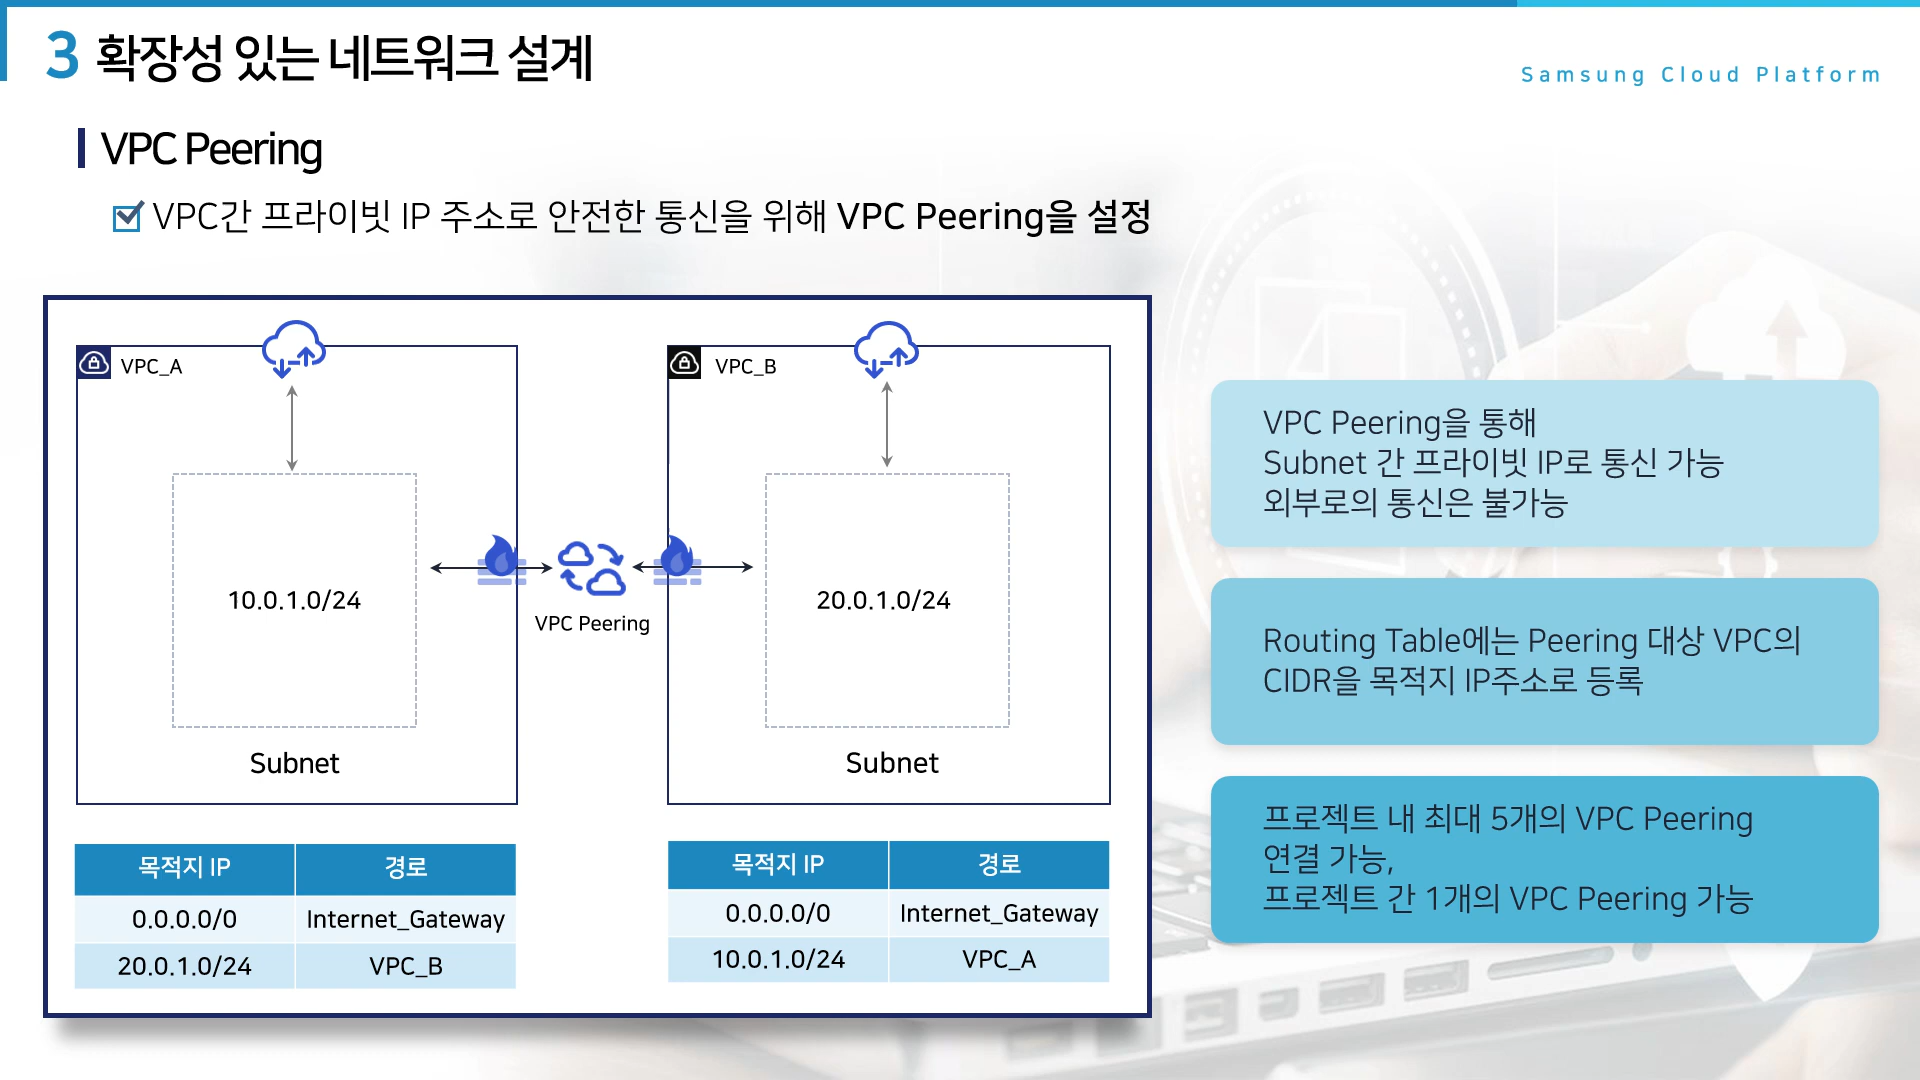 3 확장성 있는 네트워크 설계
Samsung Cloud Platform
VPC Peering
VPC간 프라이빗 IP 주소로 안전한 통신을 위해 VPC Peering을 설정
VPC_A
VPC_B
10.0.1.0/24
20.0.1.0/24
VPC Peering
Subnet
Subnet
목적지 IP 경로
0.0.0.0/0 Internet_Gateway
20.0.1.0/24 VPC_B
목적지 IP 경로
0.0.0.0/0 Internet_Gateway
10.0.1.0/24 VPC_A
VPC Peering을 통해
Subnet 간 프라이빗 IP로 통신 가능
외부로의 통신은 불가능
Routing Table에는 Peering 대상 VPC의
CIDR을 목적지 IP주소로 등록
프로젝트 내 최대 5개의 VPC Peering
연결 가능,
프로젝트 간 1개의 VPC Peering 가능